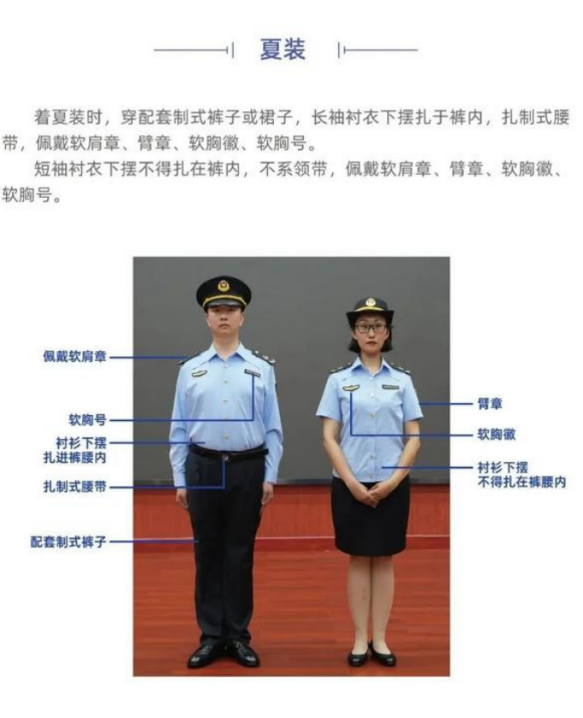 夏装
着夏装时，穿配套制式裤子或裙子，长袖衬衣下摆扎于裤内，扎制式腰
带，佩戴软肩章、臂章、软胸徽、软胸号。
短袖衬衣下摆不得扎在裤内，不系领带，佩戴软肩章、臂章、软胸徽、
软胸号。
佩戴软肩章
软胸号
衬衫下摆
扎进裤腰内
扎制式腰带
配套制式裤子
臂章
软胸徽
衬衫下摆
不得扎在裤腰内